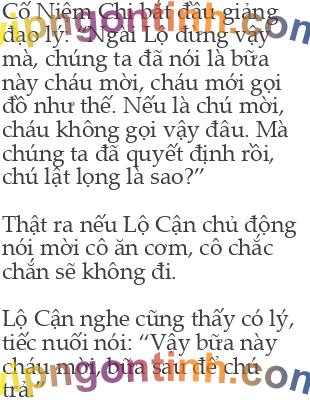 Cố Niệm Chi bắt đầu giảng
đạo lý: “Ngài Lộ đừng vậy
mà, chúng ta đã nói là bữa
này cháu mời, cháu mới gọi
đồ như thế. Nếu là chú mời,
cháu không gọi vậy đâu. Mà
chúng ta đã quyết định rồi,
chú lật lọng là sao?”
Thật ra nếu Lộ Cận chủ động
nói mời cô ăn cơm, cô chắc
chắn sẽ không đi.
Lộ Cận nghe cũng thấy có lý,
tiếc nuối nói: “Vậy bữa này
cháu mời, bữa sau để chú
trả”
vipngontinh.com
vipngontinh.com